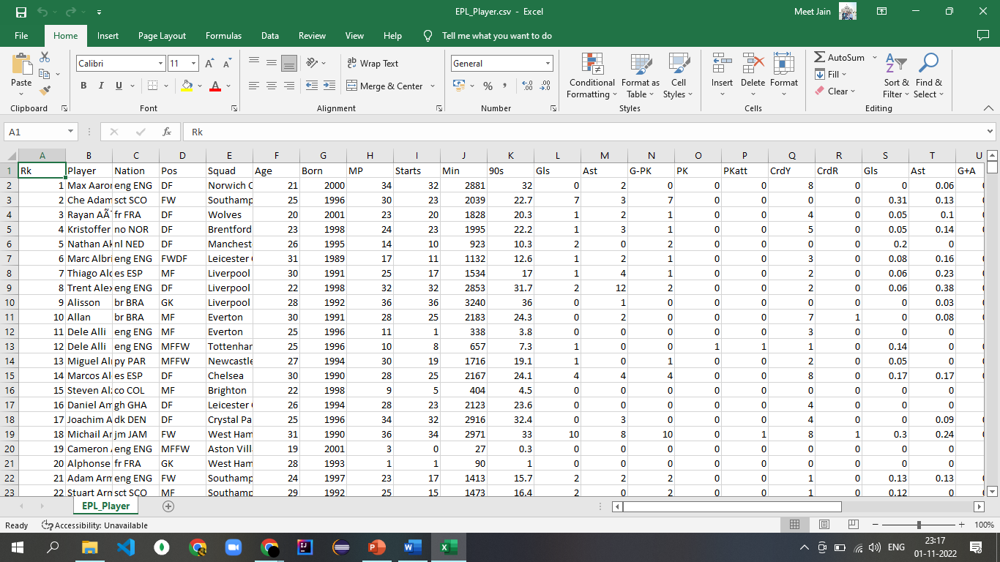 EPL_Player.csv - Excel
Meet Jain
File Home Insert Page Layout Formulas Data Review View Help Tell me what you want to do
Paste
Calibri 11
B I U
A A A
ab Wrap Text
Merge & Center
General
% ,
Conditional Formatting
Format as Table
Cell Styles
Insert Delete Format
AutoSum
Fill
Clear
Sort & Filter
Find & Select
Clipboard Font Alignment Number Styles Cells Editing
A1 fx Rk
A B C D E F G H I J K L M N O P Q R S T U
1 Rk Player Nation Pos Squad Age Born MP Starts Min 90s Gls Ast G-PK PK PKatt CrdY CrdR Gls Ast G+A
2 1 Max Aaror eng ENG DF Norwich C 21 2000 34 32 2881 32 0 2 0 0 0 8 0 0 0.06
3 2 Che Adam sct SCO FW Southamp 25 1996 30 23 2039 22.7 7 3 7 0 0 0 0 0.31 0.13
4 3 Rayan AÃ fr FRA DF Wolves 20 2001 23 20 1828 20.3 1 2 1 0 0 4 0 0.05 0.1
5 4 Kristoffer no NOR DF Brentford 23 1998 24 23 1995 22.2 1 3 1 0 0 5 0 0.05 0.14
6 5 Nathan Ak nl NED DF Manchest 26 1995 14 10 923 10.3 2 0 2 0 0 0 0 0.2 0
7 6 Marc Albri eng ENG FWDF Leicester 31 1989 17 11 1132 12.6 1 2 1 0 0 3 0 0.08 0.16
8 7 Thiago Alc es ESP MF Liverpool 30 1991 25 17 1534 17 1 4 1 0 0 2 0 0.06 0.23
9 8 Trent Alex eng ENG DF Liverpool 22 1998 32 32 2853 31.7 2 12 2 0 0 2 0 0.06 0.38
10 9 Alisson br BRA GK Liverpool 28 1992 36 36 3240 36 0 1 0 0 0 0 0 0 0.03
11 10 Allan br BRA MF Everton 30 1991 28 25 2183 24.3 0 2 0 0 0 7 1 0 0.08
12 11 Dele Alli eng ENG MF Everton 25 1996 11 1 338 3.8 0 0 0 0 0 3 0 0 0
13 12 Dele Alli eng ENG MFFW Tottenhar 25 1996 10 8 657 7.3 1 0 0 1 1 1 0 0.14 0
14 13 Miguel Al py PAR MFFW Newcastle 27 1994 30 19 1716 19.1 1 0 1 0 0 2 0 0.05 0
15 14 Marcos Al es ESP DF Chelsea 30 1990 28 25 2167 24.1 4 4 4 0 0 8 0 0.17 0.17
16 15 Steven Al co COL MF Brighton 22 1998 9 5 404 4.5 0 0 0 0 0 0 0 0 0
17 16 Daniel Am gh GHA DF Leicester 26 1994 28 23 2123 23.6 0 0 0 0 0 4 0 0 0
18 17 Joachim A dk DEN DF Crystal Pa 25 1996 34 32 2916 32.4 0 3 0 0 0 4 0 0 0.09
19 18 Michail Ar jm JAM FW West Ham 31 1990 36 34 2971 33 10 8 10 0 1 8 1 0.3 0.24
20 19 Cameron eng ENG MFFW Aston Vill 19 2001 3 0 27 0.3 0 0 0 0 0 0 0 0 0
21 20 Alphonse fr FRA GK West Ham 28 1993 1 1 90 1 0 0 0 0 0 0 0 0 0
22 21 Adam Arm eng ENG FW Southamp 24 1997 23 17 1413 15.7 2 2 2 0 0 1 0 0.13 0.13
23 22 Stuart Arn sct SCO MF Southamp 29 1992 25 15 1473 16.4 2 0 2 0 0 1 0 0.12 0
EPL_Player
Ready Accessibility: Unavailable 100%
ENG 23:17
01-11-2022